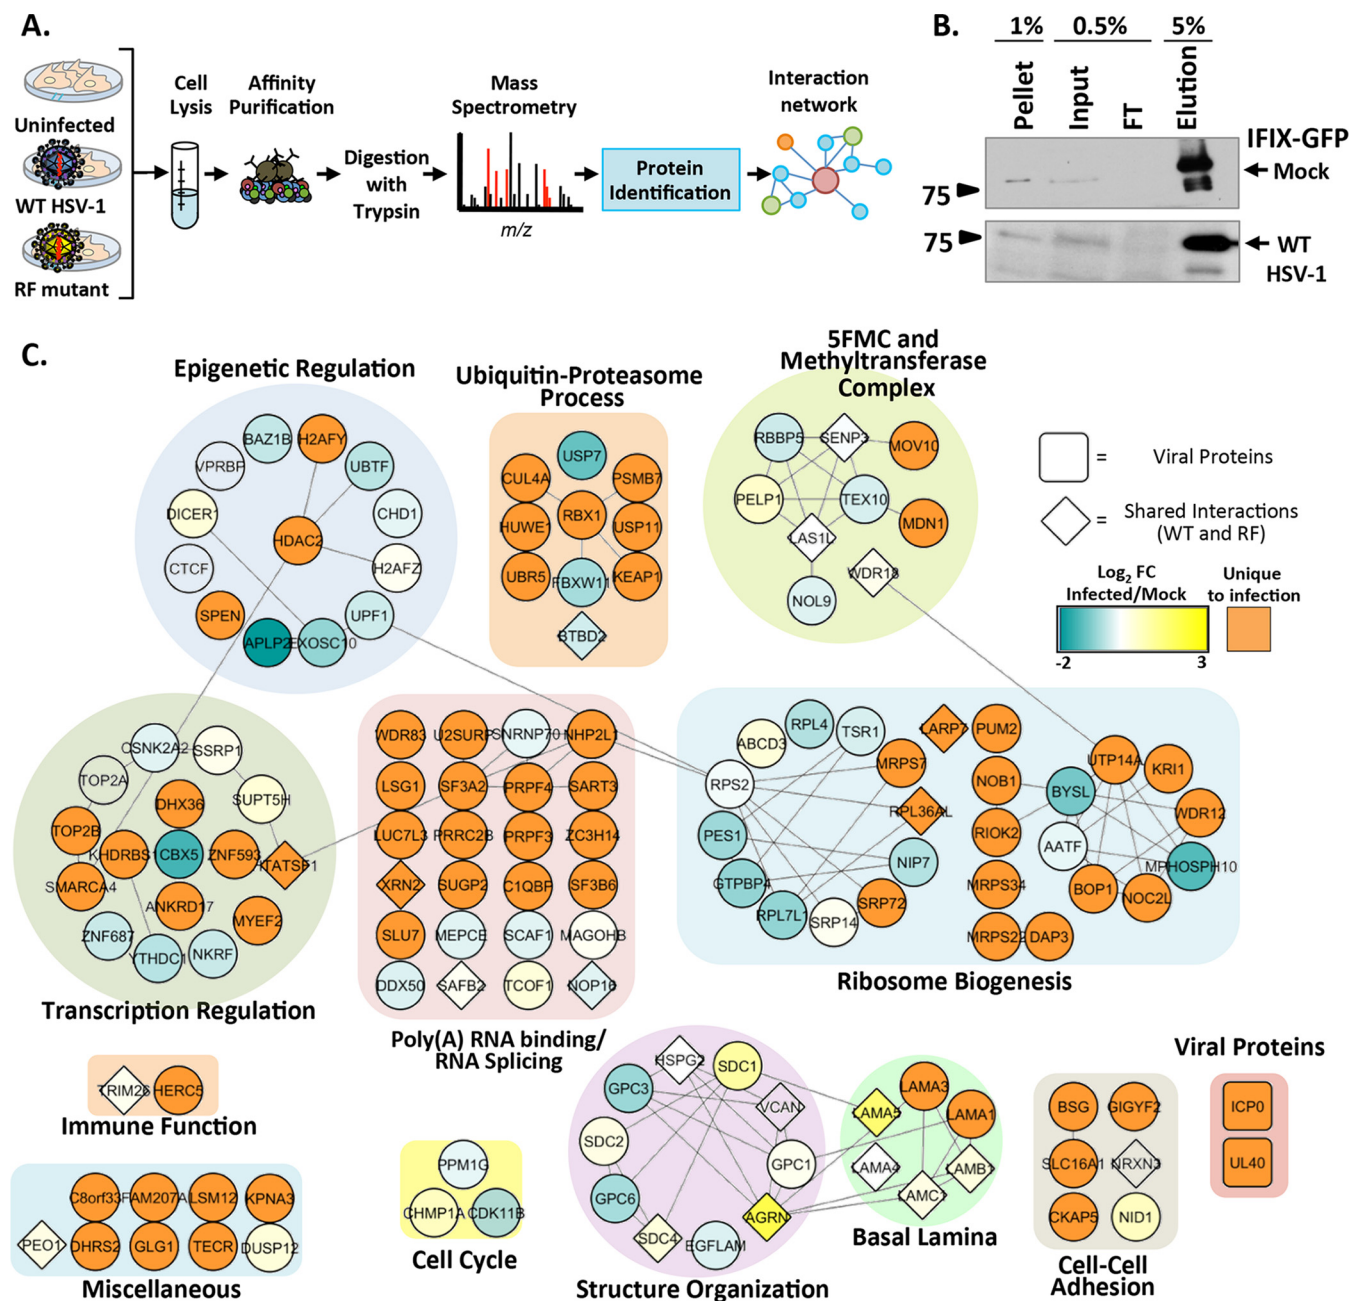 A.
Uninfected
WT HSV-1
RF mutant
Cell
Lysis
Affinity
Purification
Digestion
with
Trypsin
Mass
Spectrometry
m/z
Protein
Identification
Interaction
network
B.
1% 0.5% 5%
Pellet
Input
FT
Elution
IFIX-GFP
Mock
75
75
WT
HSV-1
C.
Epigenetic Regulation
BAZ1B H2AFY
VPRBP UBTF
DICER1 CHD1
HDAC2
CTCF H2AFZ
SPEN UPF1
APLP2 EXOSC10
Ubiquitin-Proteasome
Process
USP7
CUL4A PSMB7
RBX1
HUWE1 USP11
UBR5 FBXW11 KEAP1
BTBD2
5FMC and
Methyltransferase
Complex
RBBP5 SENP3 MOV10
PELP1 TEX10
MDN1
LAS1L
WDR18
NOL9
= Viral Proteins
= Shared Interactions
(WT and RF)
Log2 FC
Infected/Mock
-2 3
Unique
to infection
CSNK2A2 SSRP1
TOP2A SUPT5H
DHX36
TOP2B
KHDRBS1 CBX5 ZNF593 HTATSF1
SMARCA4
ANKRD17 MYEF2
ZNF687 YTHDC1 NKRF
Transcription Regulation
WDR83 U2SURP SNRNP70 NHP2L1
LSG1 SF3A2 PRPF4 SART3
LUC7L3 PRRC2B PRPF3 ZC3H14
XRN2 SUGP2 C1QBP SF3B6
SLU7 MEPCE SCAF1 MAGOHB
DDX50 SAFB2 TCOF1 NOP16
Poly(A) RNA binding/
RNA Splicing
ABCD3 RPL4 TSR1 LARP7 PUM2
RPS2 MRPS7 NOB1 BYSL UTP14A KRI1
PES1 RPL36AL RIOK2 AATF WDR12
GTPBP4 NIP7 MRPS34 BOP1 NOC2L MPHOSPH10
RPL7L1 SRP14 SRP72 MRPS22 DAP3
Ribosome Biogenesis
TRIM26 HERC5
Immune Function
C8orf33 FAM207A LSM12 KPNA3
PEO1 DHRS2 GLG1 TECR DUSP12
Miscellaneous
PPM1G
CHMP1A CDK11B
Cell Cycle
HSPG2 SDC1
GPC3 VCAN
SDC2 GPC1
GPC6 AGRN
SDC4 EGFLAM
Structure Organization
LAMA3
LAMA5 LAMA1
LAMA4 LAMB1
LAMC1
Basal Lamina
BSG GIGYF2
SLC16A1 NRXN3
CKAP5 NID1
Cell-Cell
Adhesion
Viral Proteins
ICP0
UL40